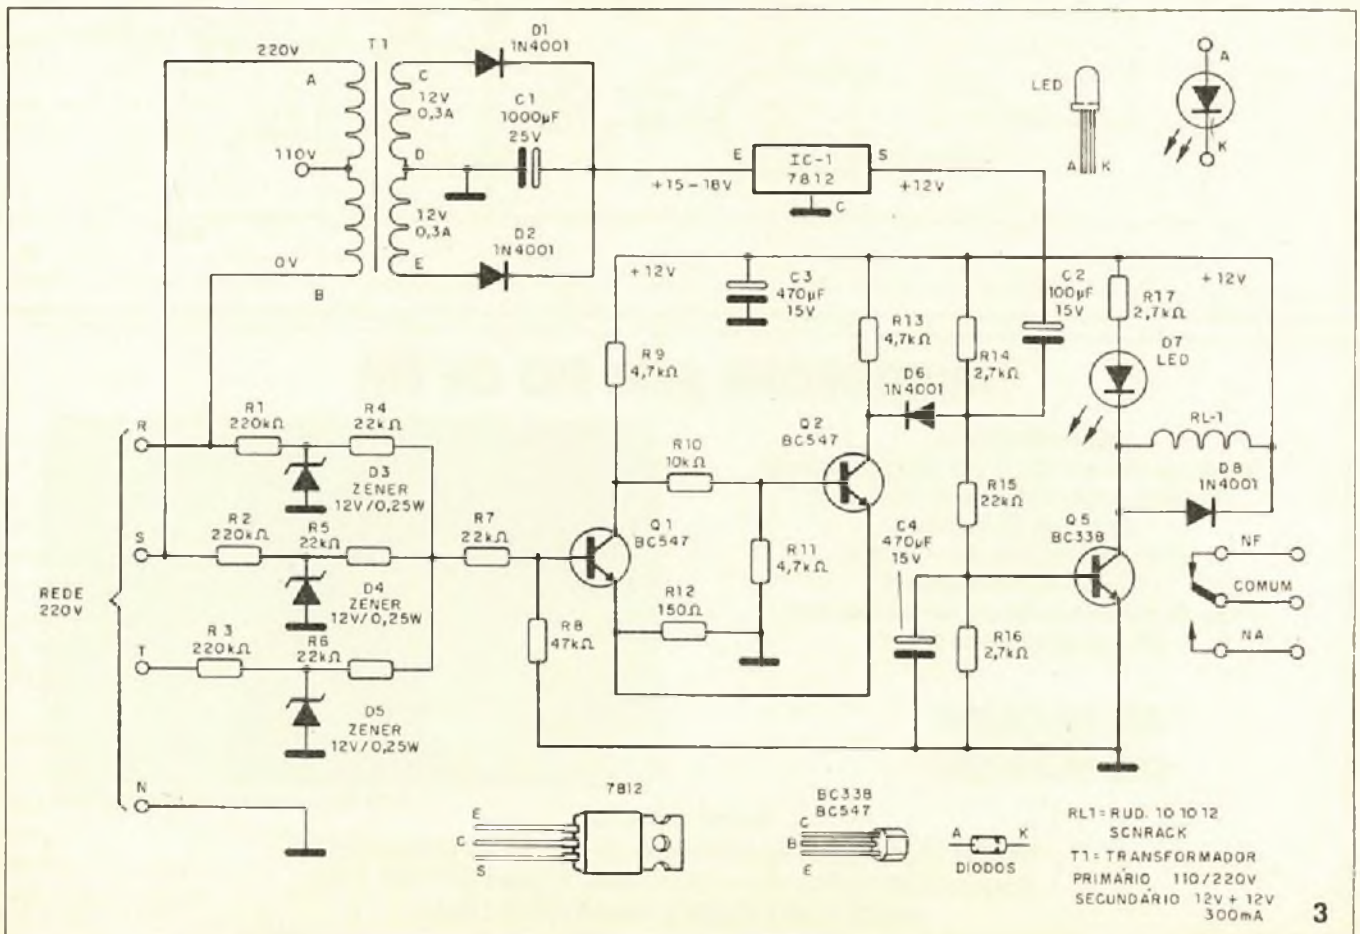 220V
T1
A
110V
0V
B
C
12V
0,3A
D
12V
0,3A
E
D1
1N4001
C1
1000µF
25V
D2
1N4001
+15-18V
E
IC-1
7812
S
C
+12V
LED
A
K
A
K
+12V
C3
470µF
15V
R9
4,7kΩ
R13
4,7kΩ
D6
1N4001
R14
2,7kΩ
C2
100µF
15V
R17
2,7kΩ
+12V
D7
LED
RL-1
D8
1N4001
Q2
BC547
R10
10kΩ
R11
4,7kΩ
R12
150Ω
Q1
BC547
R15
22kΩ
C4
470µF
15V
R16
2,7kΩ
Q5
BC338
NF
COMUM
NA
REDE
220V
R
R1
220kΩ
R4
22kΩ
D3
ZENER
12V/0,25W
S
R2
220kΩ
R5
22kΩ
D4
ZENER
12V/0,25W
T
R3
220kΩ
R6
22kΩ
D5
ZENER
12V/0,25W
N
R7
22kΩ
R8
47kΩ
7812
E
C
S
BC338
BC547
C
B
E
A
K
DIODOS
RL1= RUD. 101012
SCNRACK
T1= TRANSFORMADOR
PRIMÁRIO 110/220V
SECUNDÁRIO 12V + 12V
300mA
3